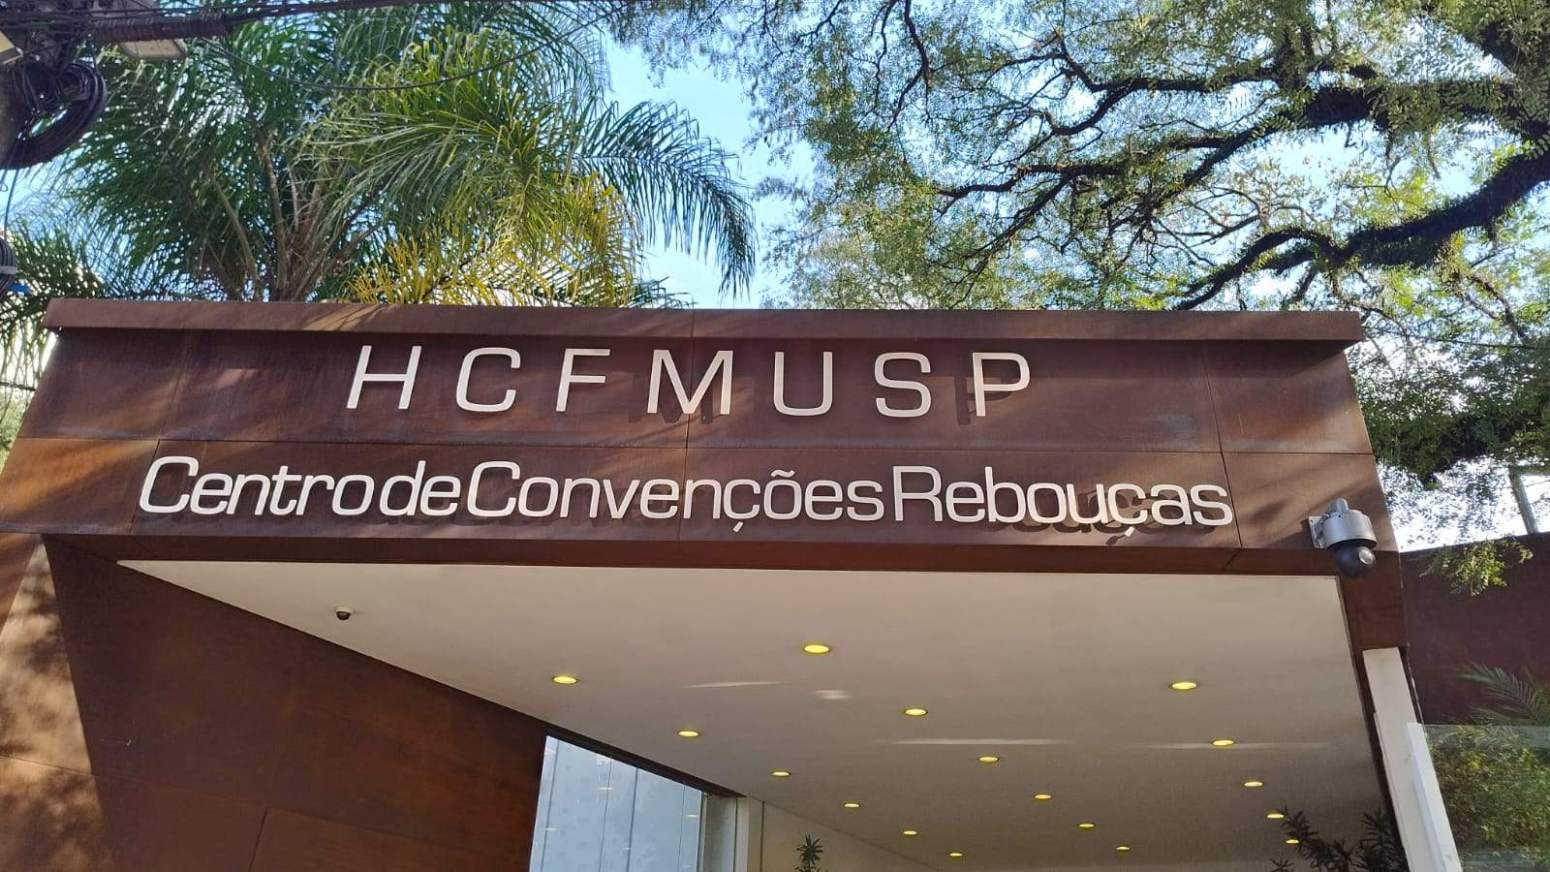 HCFMUSP
Centro de Convenções Rebouças